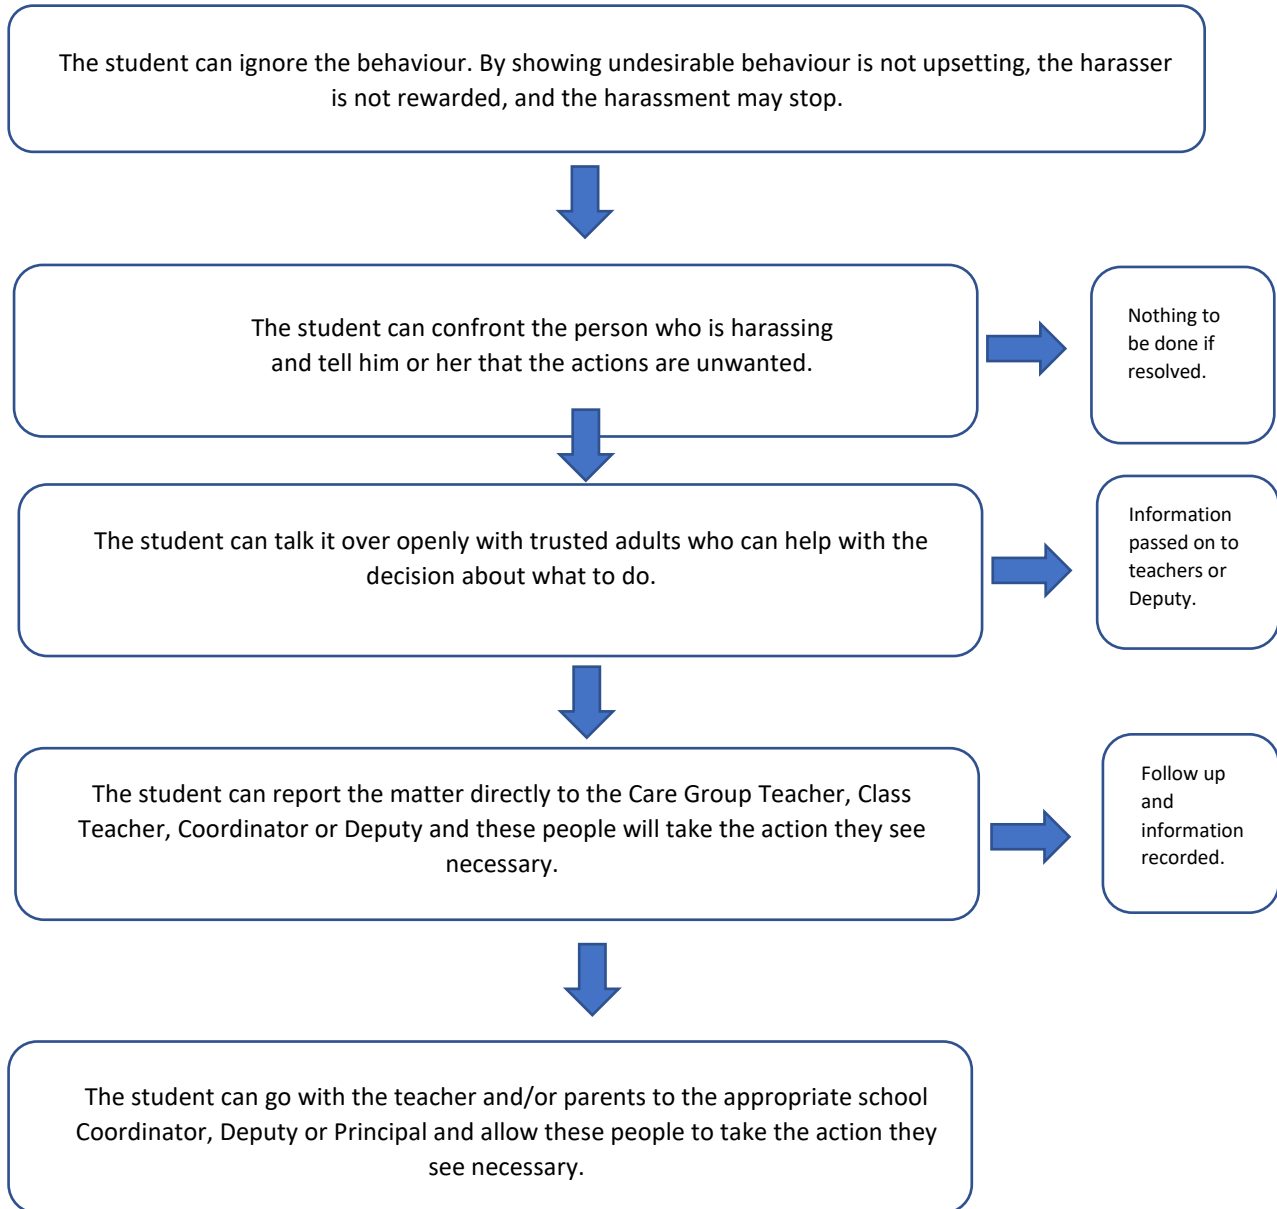 The student can ignore the behaviour. By showing undesirable behaviour is not upsetting, the harasser
is not rewarded, and the harassment may stop.
The student can confront the person who is harassing
and tell him or her that the actions are unwanted.
Nothing to
be done if
resolved.
The student can talk it over openly with trusted adults who can help with the
decision about what to do.
Information
passed on to
teachers or
Deputy.
The student can report the matter directly to the Care Group Teacher, Class
Teacher, Coordinator or Deputy and these people will take the action they see
necessary.
Follow up
and
information
recorded.
The student can go with the teacher and/or parents to the appropriate school
Coordinator, Deputy or Principal and allow these people to take the action they
see necessary.